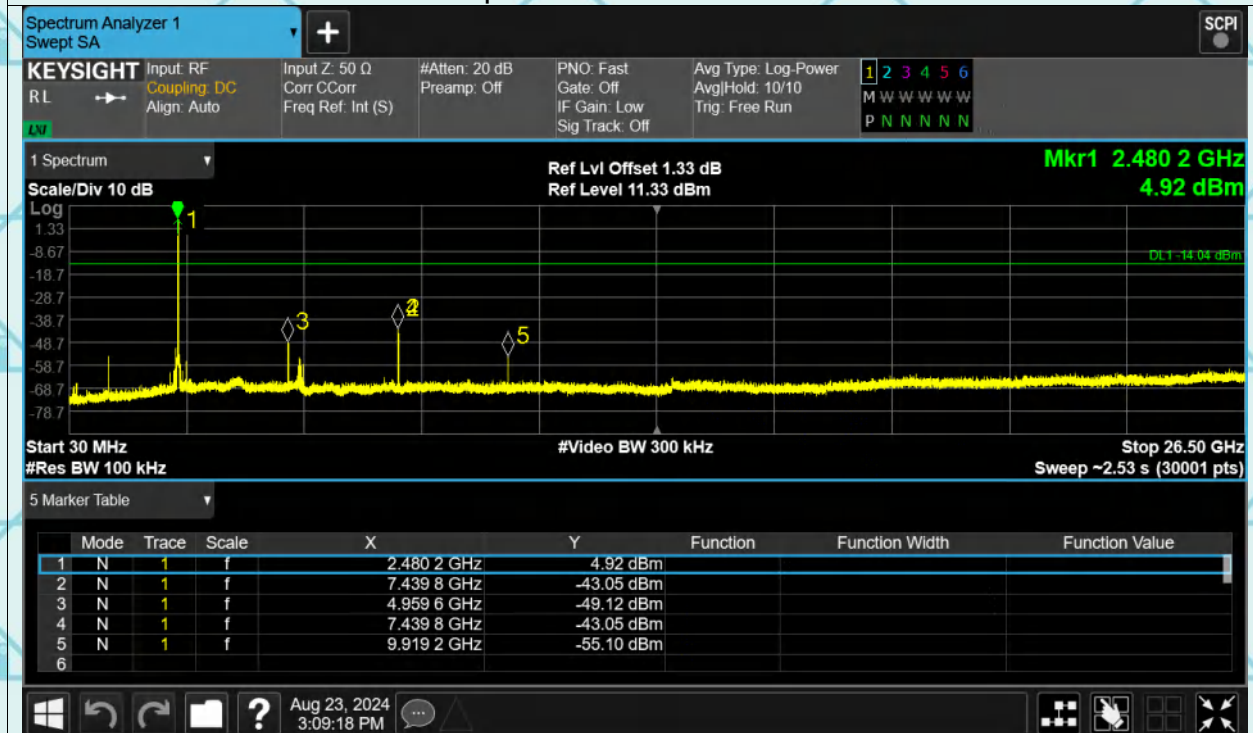 Spectrum Analyzer 1
Swept SA
+
SCPI
KEYSIGHT
RL
LXI
Input: RF
Coupling: DC
Align: Auto
Input Z: 50 Ω
Corr CCorr
Freq Ref: Int (S)
#Atten: 20 dB
Preamp: Off
PNO: Fast
Gate: Off
IF Gain: Low
Sig Track: Off
Avg Type: Log-Power
Avg|Hold: 10/10
Trig: Free Run
1 2 3 4 5 6
M W W W W W
P N N N N N
1 Spectrum
Scale/Div 10 dB
Ref Lvl Offset 1.33 dB
Ref Level 11.33 dBm
Mkr1 2.480 2 GHz
4.92 dBm
Log
1.33
-8.67
-18.7
-28.7
-38.7
-48.7
-58.7
-68.7
-78.7
1
DL1 -14.04 dBm
3
5
Start 30 MHz
#Res BW 100 kHz
#Video BW 300 kHz
Stop 26.50 GHz
Sweep ~2.53 s (30001 pts)
5 Marker Table
Mode Trace Scale X Y Function Function Width Function Value
1 N 1 f 2.480 2 GHz 4.92 dBm
2 N 1 f 7.439 8 GHz -43.05 dBm
3 N 1 f 4.959 6 GHz -49.12 dBm
4 N 1 f 7.439 8 GHz -43.05 dBm
5 N 1 f 9.919 2 GHz -55.10 dBm
6
?
Aug 23, 2024
3:09:18 PM